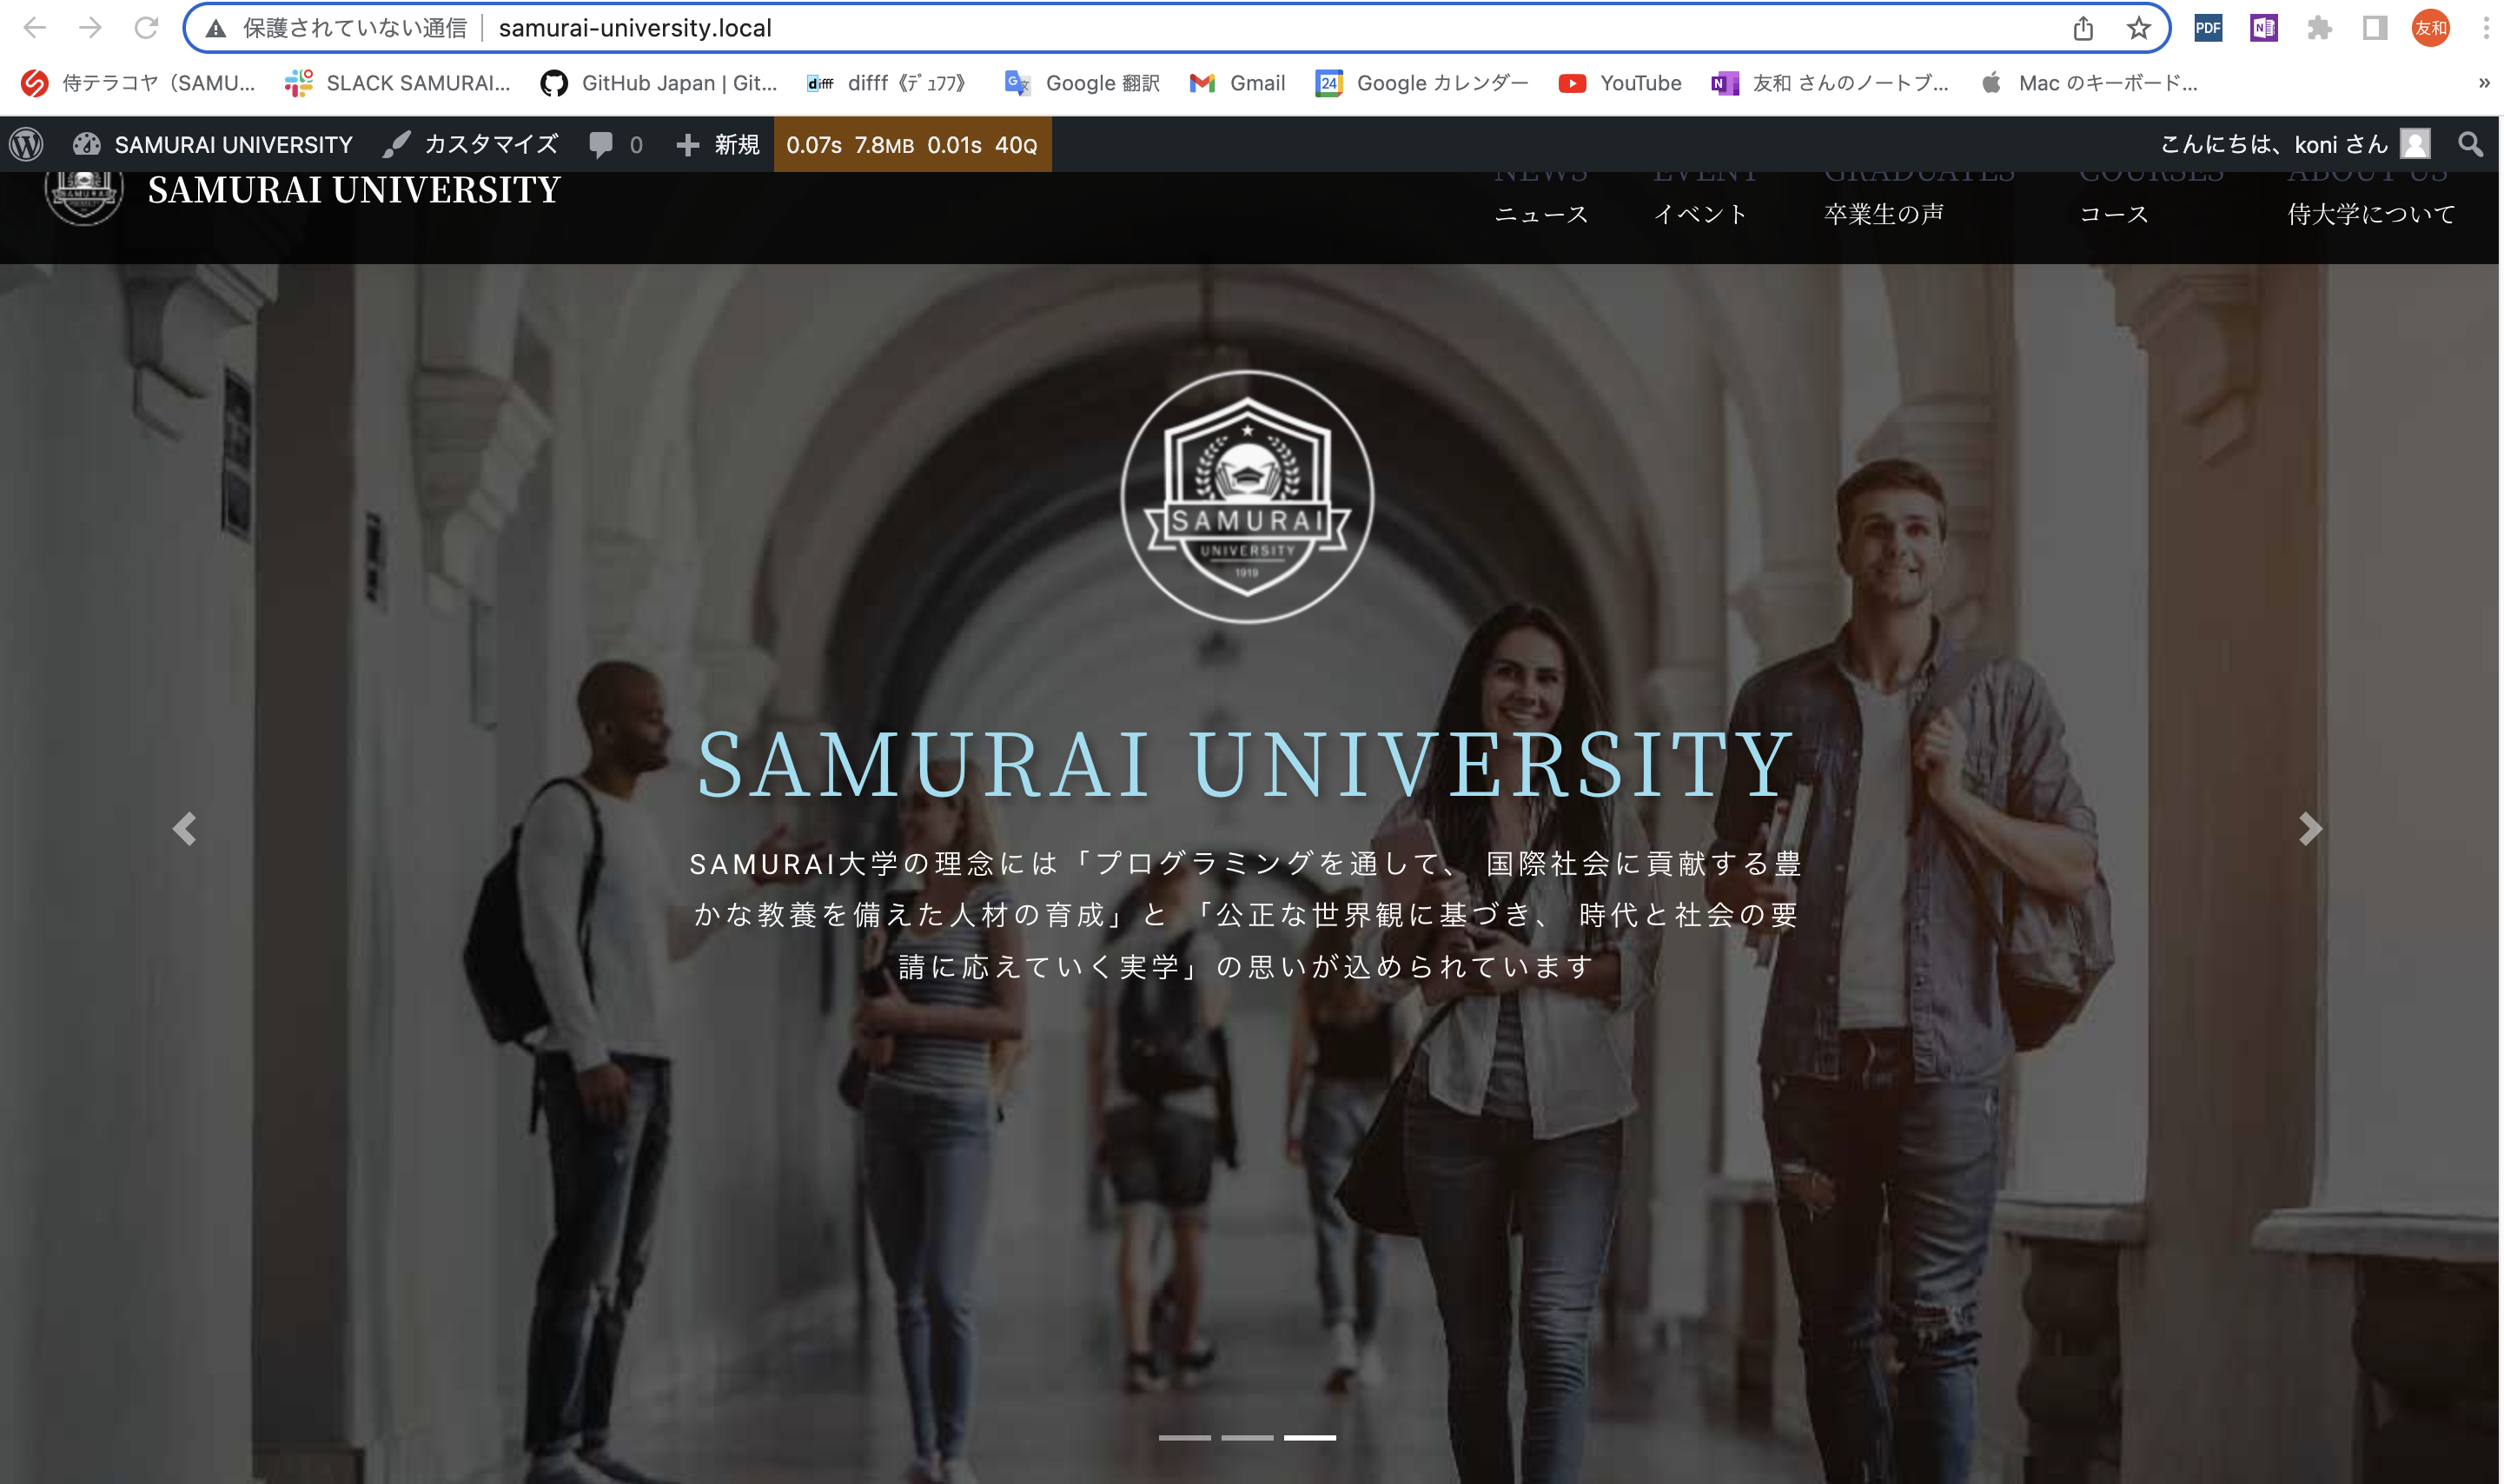 保護されていない通信 samurai-university.local
PDF N 友和
侍テラコヤ（SAMU... SLACK SAMURAI... GitHub Japan | Git... difff difff《ﾃﾞｭﾌﾌ》 Google 翻訳 Gmail 24 Google カレンダー YouTube N 友和 さんのノートブ... Mac のキーボード... »
SAMURAI UNIVERSITY カスタマイズ 0 新規 0.07s 7.8MB 0.01s 40Q こんにちは、koni さん
SAMURAI UNIVERSITY
NEWS EVENT GRADUATES COURSES ABOUT US
ニュース イベント 卒業生の声 コース 侍大学について
SAMURAI
UNIVERSITY
1919
SAMURAI UNIVERSITY
SAMURAI大学の理念には「プログラミングを通して、 国際社会に貢献する豊
かな教養を備えた人材の育成」と 「公正な世界観に基づき、 時代と社会の要
請に応えていく実学」の思いが込められています